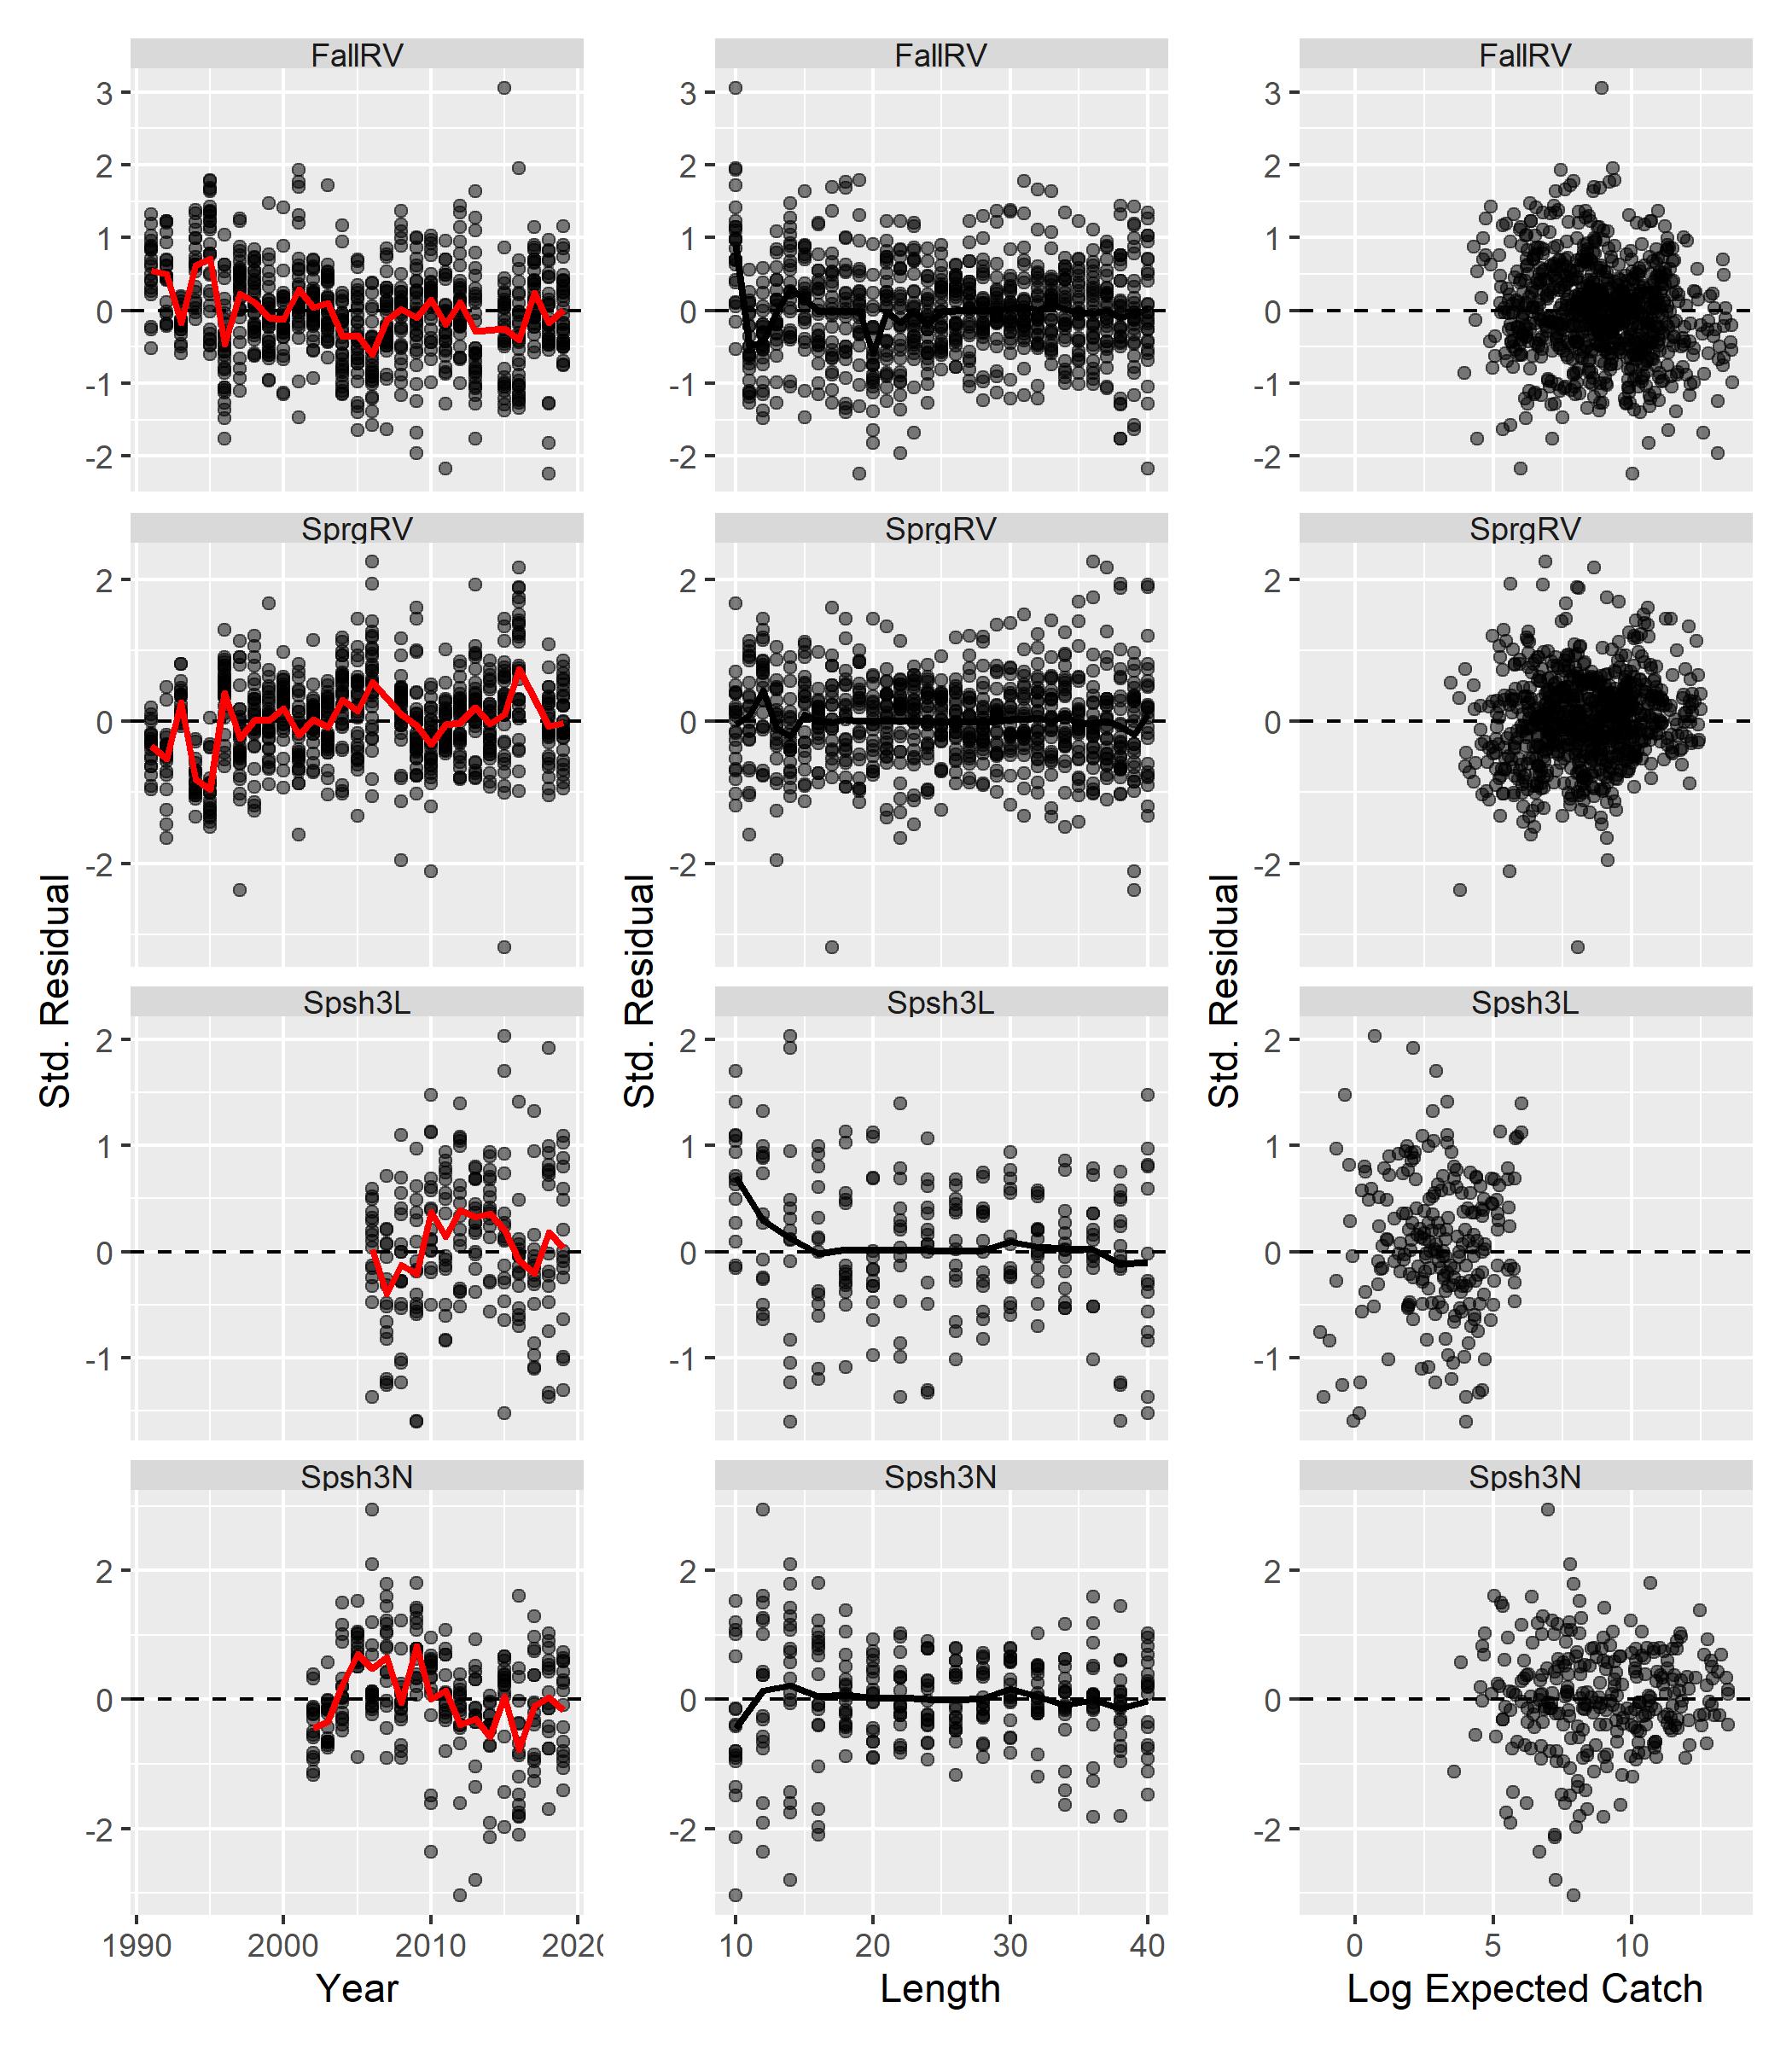 FallRV FallRV FallRV
3 3 3
2 2 2
1 1 1
0 0 0
-1 -1 -1
-2 -2 -2
SprgRV SprgRV SprgRV
2 2 2
0 0 0
-2 -2 -2
Std. Residual Std. Residual Std. Residual
Spsh3L Spsh3L Spsh3L
2 2 2
1 1 1
0 0 0
-1 -1 -1
Spsh3N Spsh3N Spsh3N
2 2 2
0 0 0
-2 -2 -2
1990 2000 2010 2020 10 20 30 40 0 5 10
Year Length Log Expected Catch